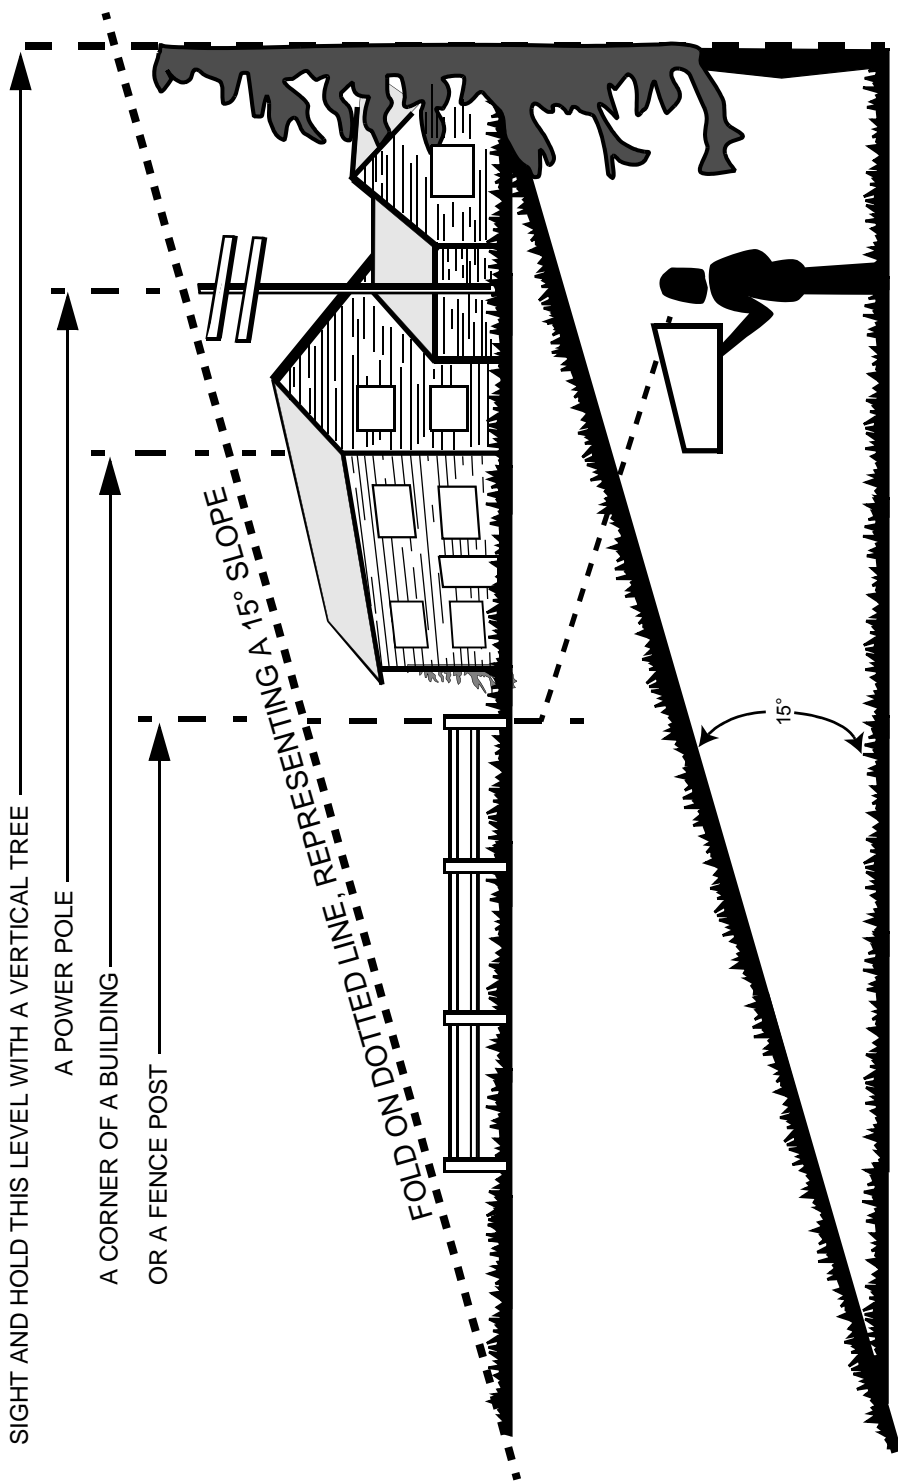 SIGHT AND HOLD THIS LEVEL WITH A VERTICAL TREE
A POWER POLE
A CORNER OF A BUILDING
OR A FENCE POST
FOLD ON DOTTED LINE, REPRESENTING A 15° SLOPE
15°